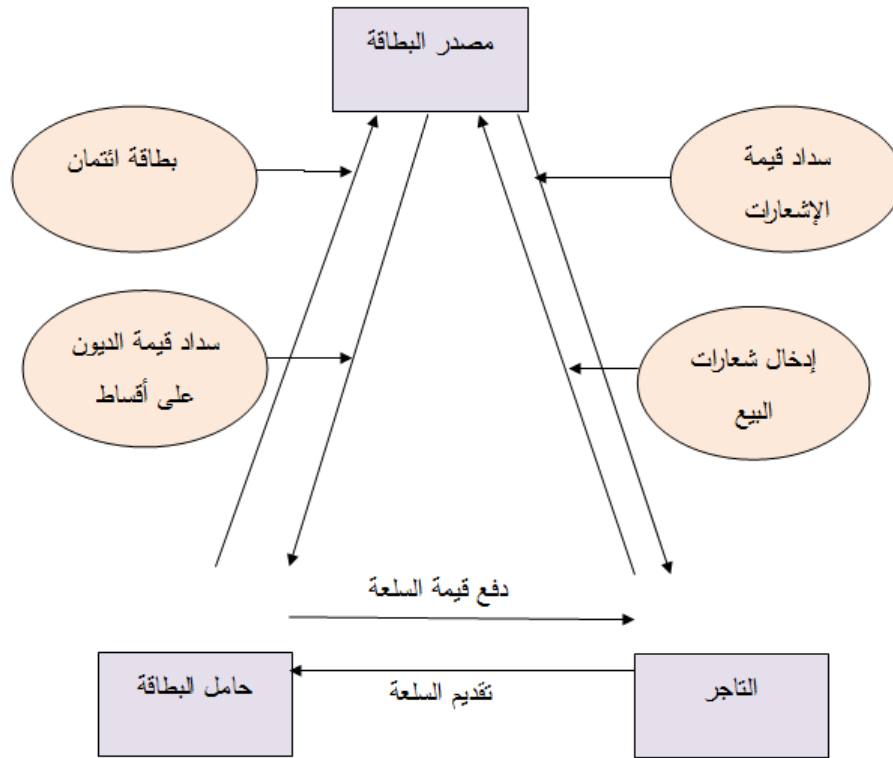 مصدر البطاقة
بطاقة ائتمان
سداد قيمة
الإشعارات
سداد قيمة الديون
على أقساط
إدخال شعارات
البيع
دفع قيمة السلعة
حامل البطاقة
تقديم السلعة
التاجر